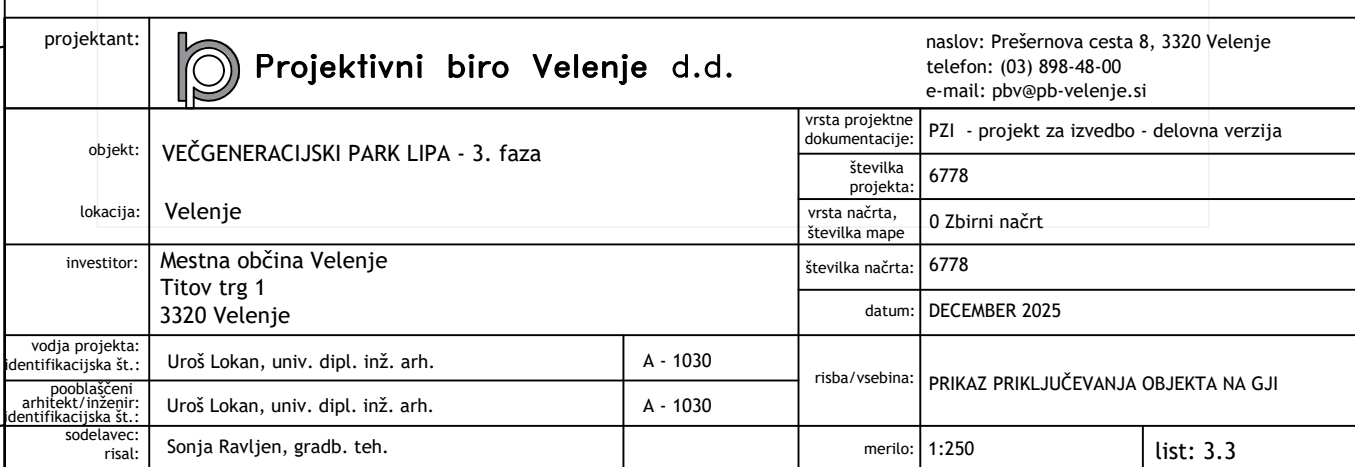 projektant:
Projektivni biro Velenje d.d.
naslov: Prešernova cesta 8, 3320 Velenje
telefon: (03) 898-48-00
e-mail: pbv@pb-velenje.si
objekt:
VEČGENERACIJSKI PARK LIPA - 3. faza
lokacija:
Velenje
vrsta projektne
dokumentacije:
PZI - projekt za izvedbo - delovna verzija
številka
projekta:
6778
vrsta načrta,
številka mape
0 Zbirni načrt
investitor:
Mestna občina Velenje
Titov trg 1
3320 Velenje
številka načrta:
6778
datum:
DECEMBER 2025
vodja projekta:
identifikacijska št.:
Uroš Lokan, univ. dipl. inž. arh.
A - 1030
pooblaščeni
arhitekt/inženir:
identifikacijska št.:
Uroš Lokan, univ. dipl. inž. arh.
A - 1030
risba/vsebina:
PRIKAZ PRIKLJUČEVANJA OBJEKTA NA GJI
sodelavec:
risal:
Sonja Ravljen, gradb. teh.
merilo:
1:250
list: 3.3